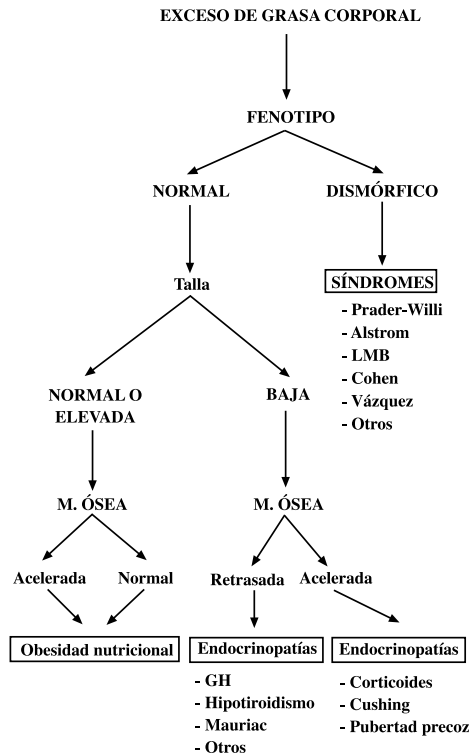 EXCESO DE GRASA CORPORAL
FENOTIPO
NORMAL
DISMÓRFICO
Talla
SÍNDROMES
- Prader-Willi
- Alstrom
- LMB
- Cohen
- Vázquez
- Otros
NORMAL O
ELEVADA
BAJA
M. ÓSEA
M. ÓSEA
Acelerada
Normal
Retrasada
Acelerada
Obesidad nutricional
Endocrinopatías
- GH
- Hipotiroidismo
- Mauriac
- Otros
Endocrinopatías
- Corticoides
- Cushing
- Pubertad precoz